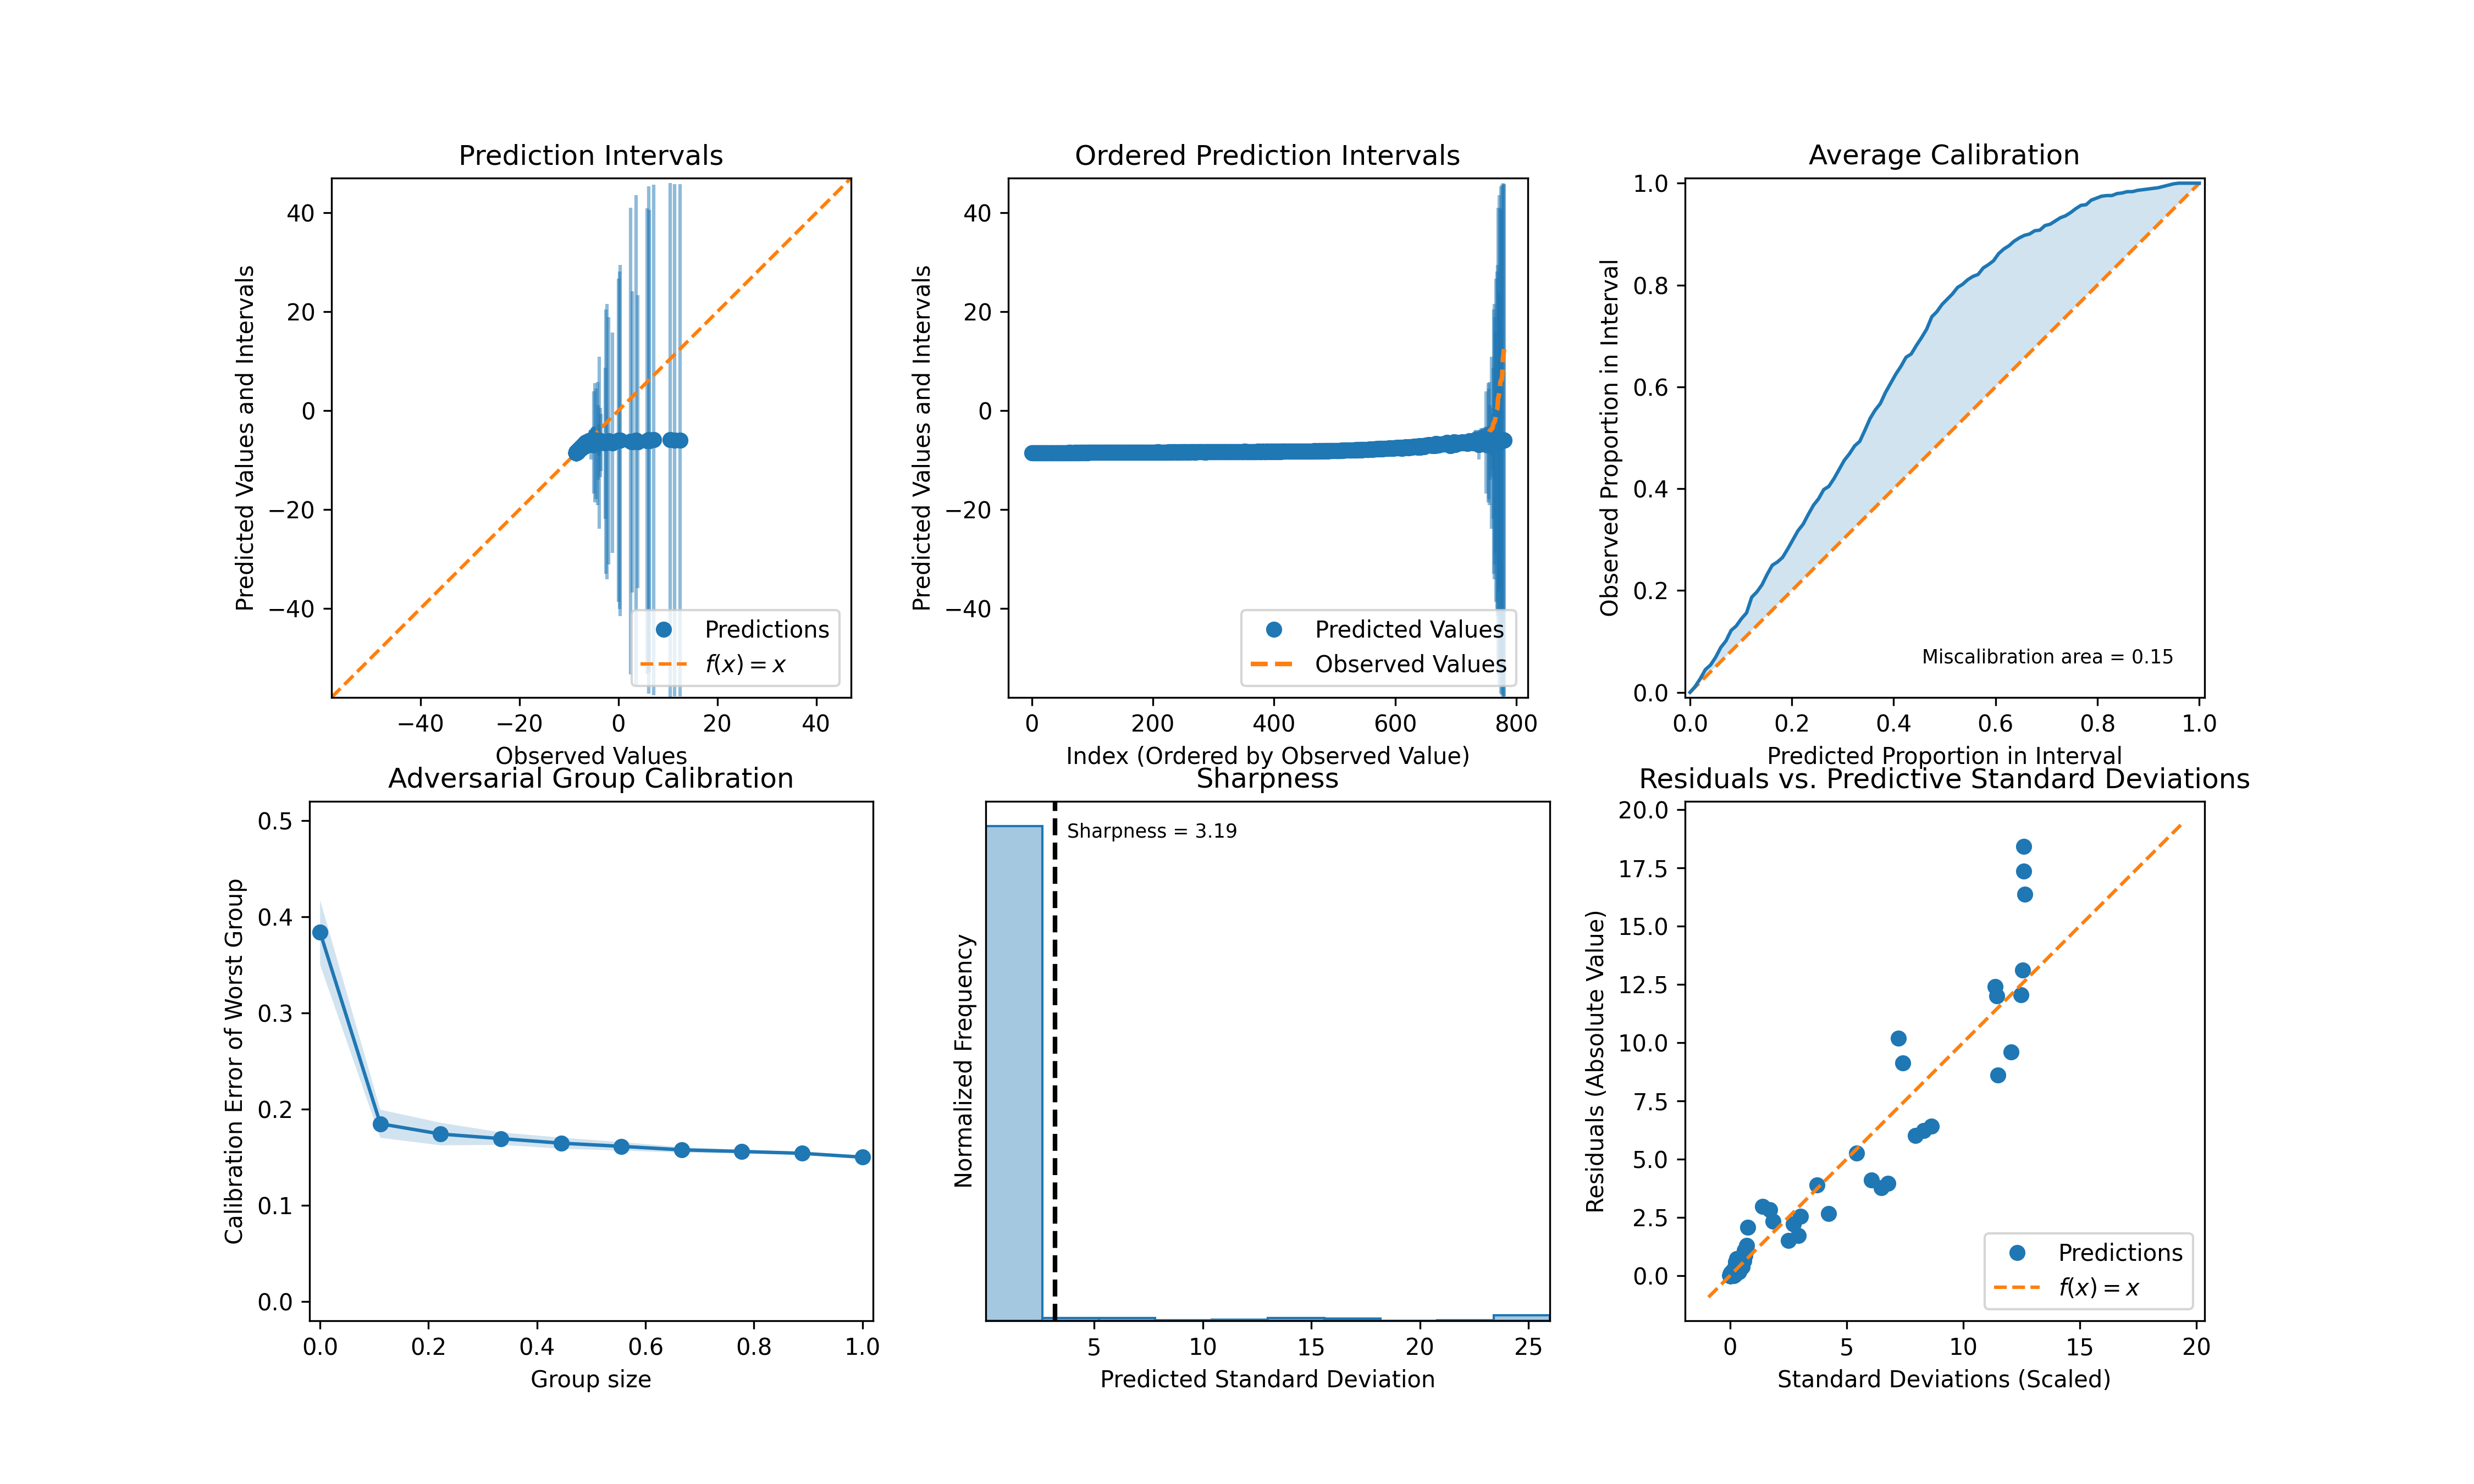 Prediction Intervals
Predicted Values and Intervals
40
20
0
−20
−40
−40
−20
0
20
40
Observed Values
Predictions
f(x) = x
Ordered Prediction Intervals
Predicted Values and Intervals
40
20
0
−20
−40
0
200
400
600
800
Index (Ordered by Observed Value)
Predicted Values
Observed Values
Average Calibration
Observed Proportion in Interval
1.0
0.8
0.6
0.4
0.2
0.0
0.0
0.2
0.4
0.6
0.8
1.0
Predicted Proportion in Interval
Miscalibration area = 0.15
Adversarial Group Calibration
Calibration Error of Worst Group
0.5
0.4
0.3
0.2
0.1
0.0
0.0
0.2
0.4
0.6
0.8
1.0
Group size
Sharpness
Normalized Frequency
Sharpness = 3.19
5
10
15
20
25
Predicted Standard Deviation
Residuals vs. Predictive Standard Deviations
Residuals (Absolute Value)
20.0
17.5
15.0
12.5
10.0
7.5
5.0
2.5
0.0
0
5
10
15
20
Standard Deviations (Scaled)
Predictions
f(x) = x